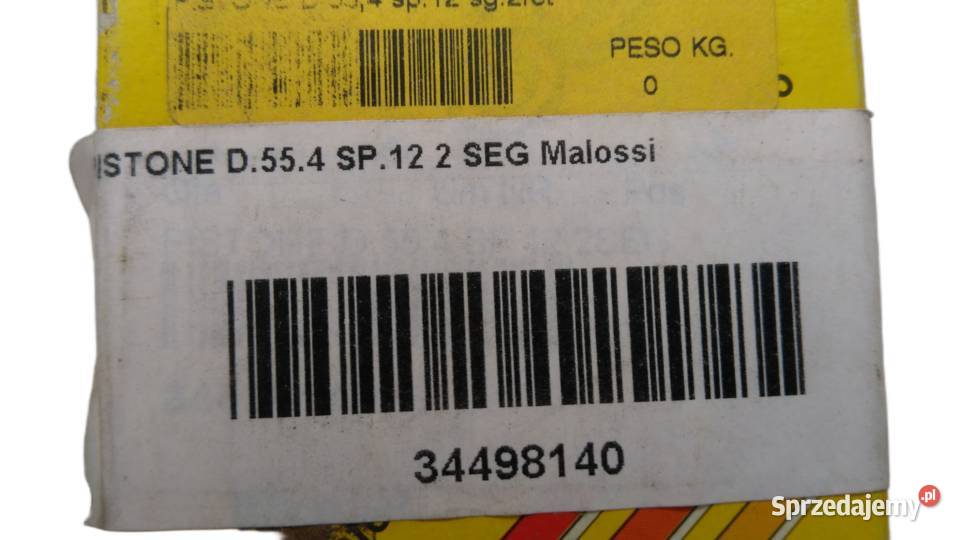 PESO KG.
0
ISTONE D.55.4 SP.12 2 SEG Malossi
34498140
Sprzedajemy.pl